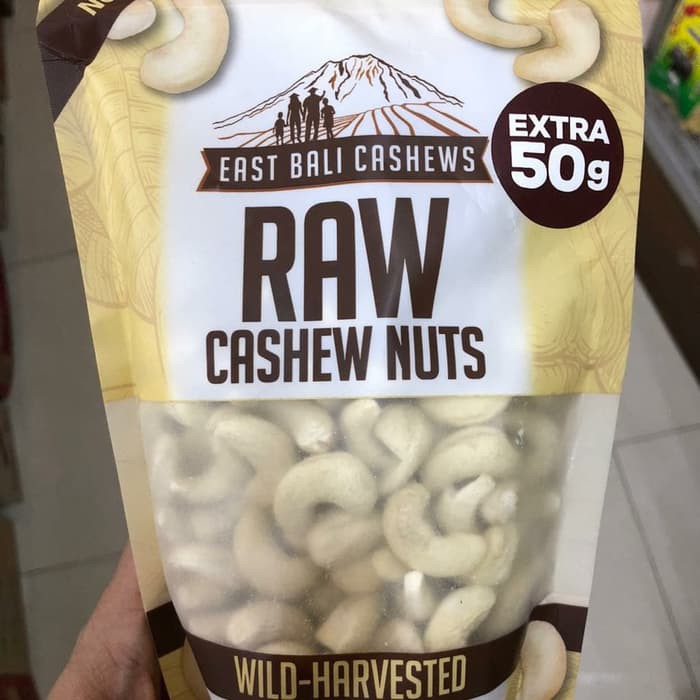 EAST BALI CASHEWS
EXTRA
50g
RAW
CASHEW NUTS
WILD-HARVESTED